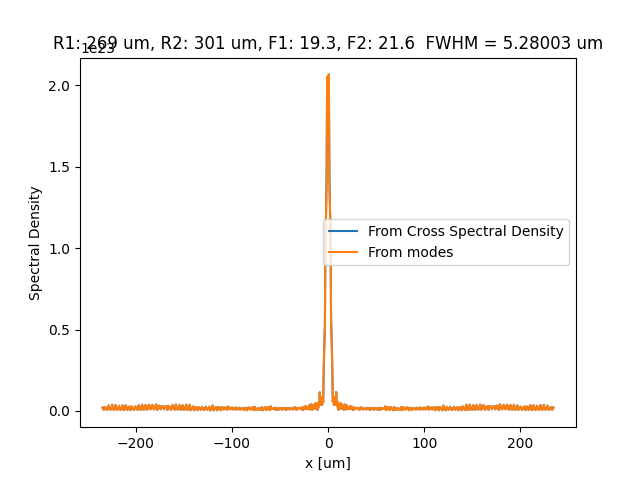 R1: 269 um, R2: 301 um, F1: 19.3, F2: 21.6  FWHM = 5.28003 um
1e23
2.0
1.5
1.0
0.5
0.0
Spectral Density
From Cross Spectral Density
From modes
−200
−100
0
100
200
x [um]